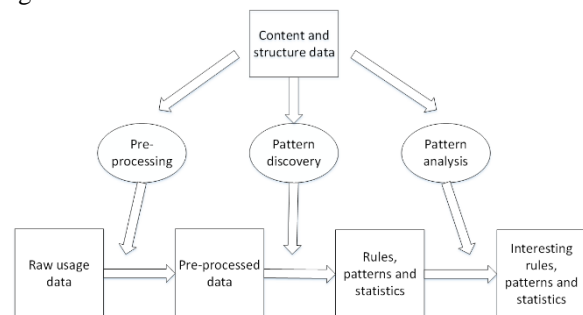 Content and
structure data
Pre-
processing
Pattern
discovery
Pattern
analysis
Raw usage
data
Pre-processed
data
Rules,
patterns and
statistics
Interesting
rules,
patterns and
statistics